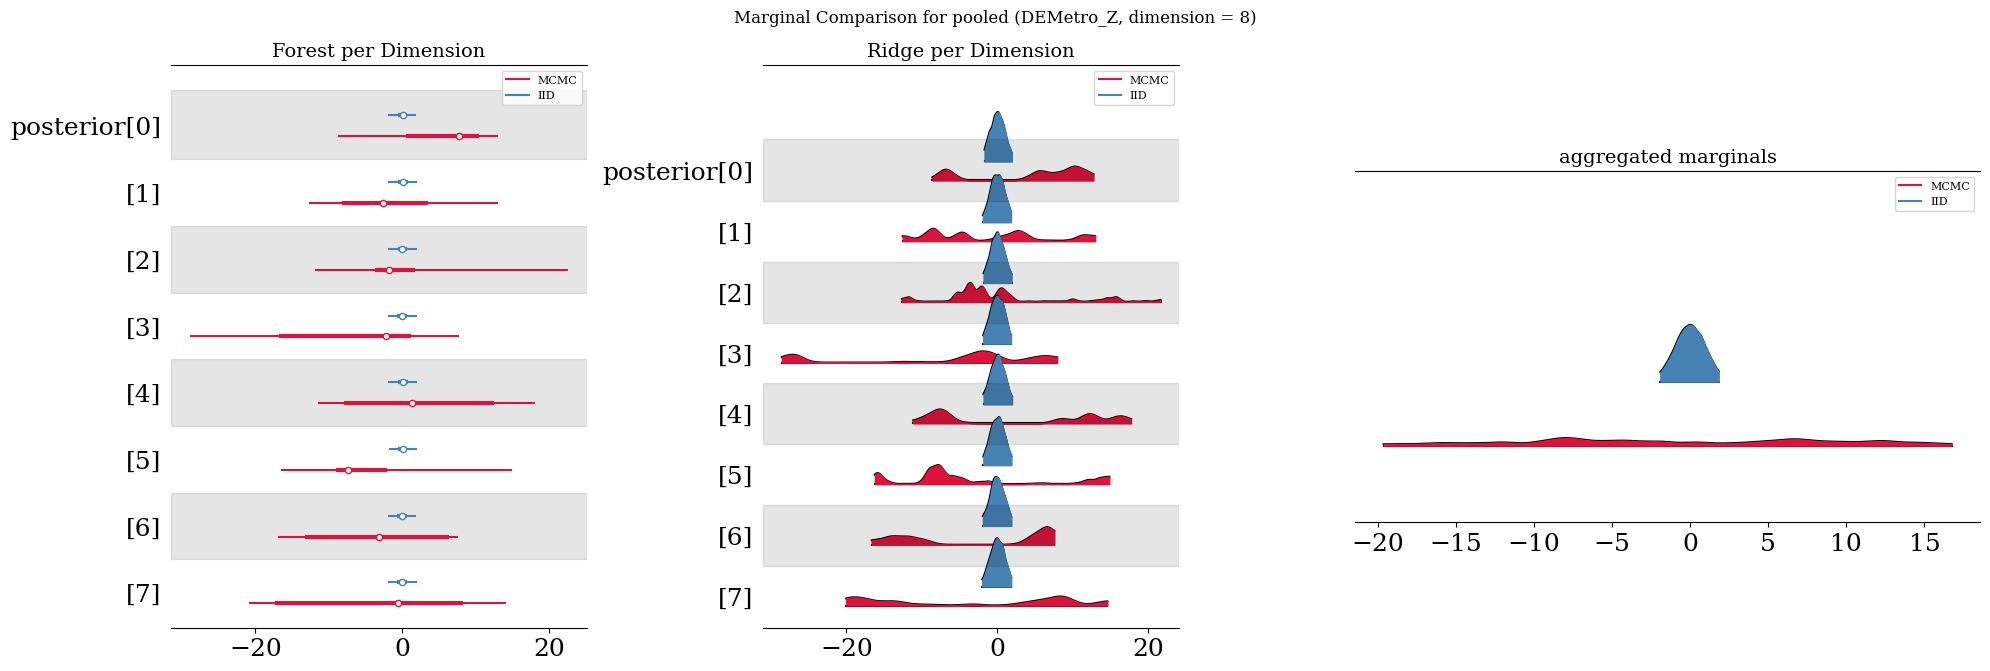 Marginal Comparison for pooled (DEMetro_Z, dimension = 8)
Forest per Dimension
MCMC
IID
posterior[0]
[1]
[2]
[3]
[4]
[5]
[6]
[7]
−20 0 20
Ridge per Dimension
MCMC
IID
posterior[0]
[1]
[2]
[3]
[4]
[5]
[6]
[7]
−20 0 20
aggregated marginals
MCMC
IID
−20 −15 −10 −5 0 5 10 15